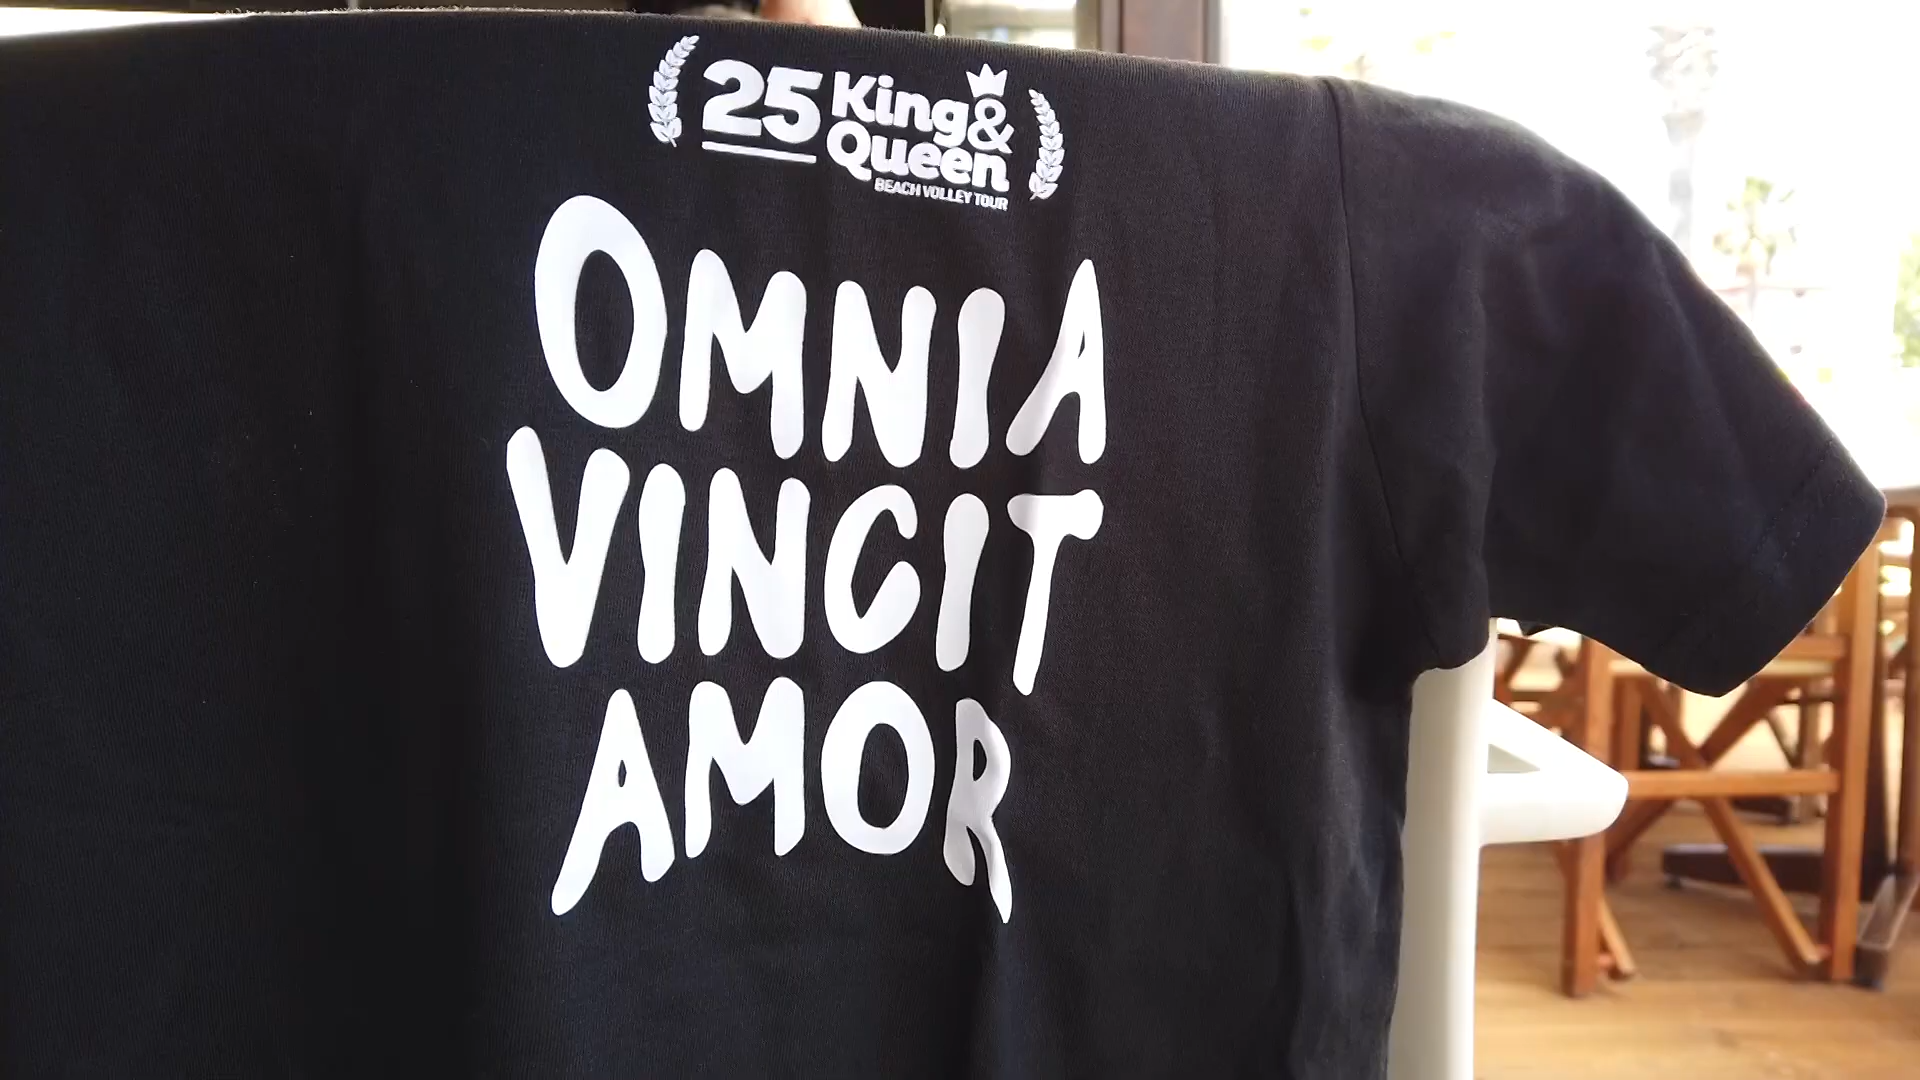 25 King&
Queen
BEACH VOLLEY TOUR
OMNIA
VINCIT
AMOR